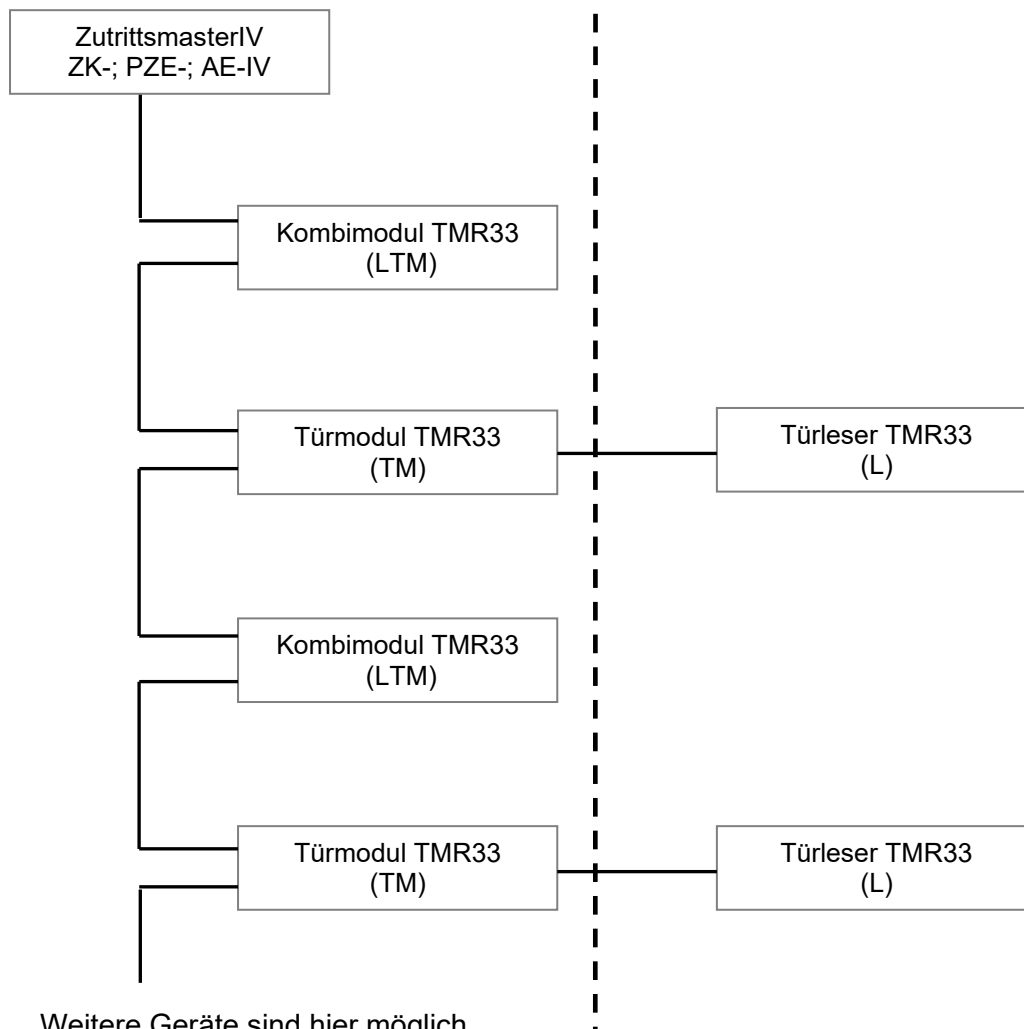 ZutrittsmasterIV
ZK-; PZE-; AE-IV
Kombimodul TMR33
(LTM)
Türmodul TMR33
(TM)
Türleser TMR33
(L)
Kombimodul TMR33
(LTM)
Türmodul TMR33
(TM)
Türleser TMR33
(L)
Weitere Geräte sind hier möglich